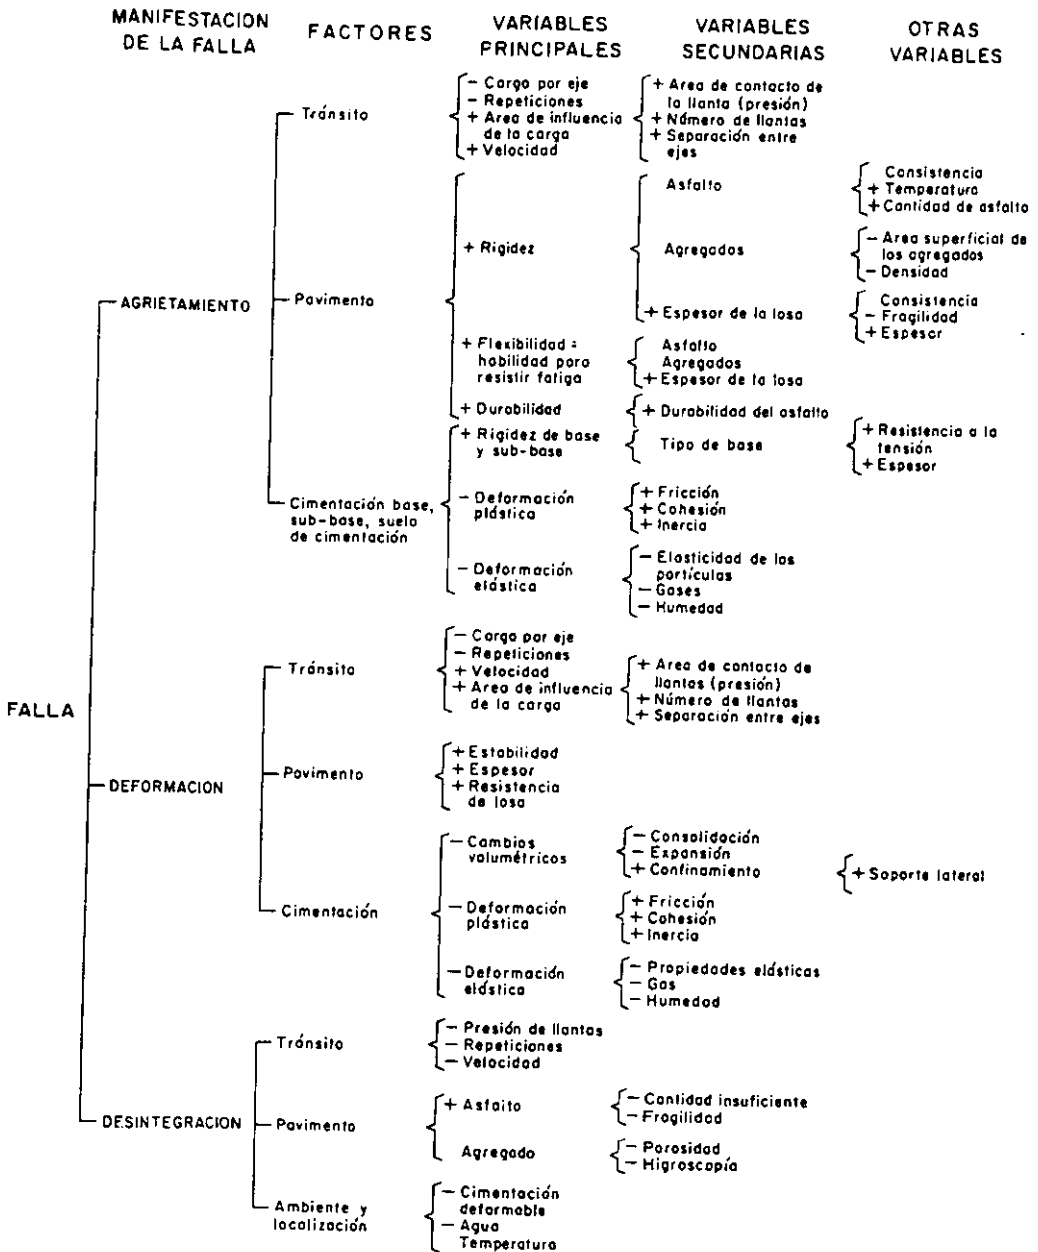 MANIFESTACION
DE LA FALLA
FACTORES
VARIABLES
PRINCIPALES
VARIABLES
SECUNDARIAS
OTRAS
VARIABLES
FALLA
AGRIETAMIENTO
Tránsito
- Carga por eje
- Repeticiones
+ Area de influencia
de la carga
+ Velocidad
+ Area de contacto de
la llanta (presión)
+ Número de llantas
+ Separación entre
ejes
Pavimento
+ Rigidez
Asfalto
Consistencia
+ Temperatura
+ Cantidad de asfalto
Agregados
- Area superficial de
los agregados
- Densidad
+ Espesor de la losa
Consistencia
- Fragilidad
+ Espesor
+ Flexibilidad =
habilidad para
resistir fatiga
Asfalto
Agregados
+ Espesor de la losa
+ Durabilidad
+ Durabilidad del asfalto
Cimentación base,
sub-base, suelo
de cimentación
+ Rigidez de base
y sub-base
Tipo de base
+ Resistencia a la
tensión
+ Espesor
- Deformación
plástica
+ Fricción
+ Cohesión
+ Inercia
- Deformación
elástica
- Elasticidad de las
partículas
- Gases
- Humedad
DEFORMACION
Tránsito
- Carga por eje
- Repeticiones
+ Velocidad
+ Area de influencia
de la carga
+ Area de contacto de
llantas (presión)
+ Número de llantas
+ Separación entre ejes
Pavimento
+ Estabilidad
+ Espesor
+ Resistencia
de losa
Cimentación
- Cambios
volumétricos
- Consolidación
- Expansión
+ Confinamiento
+ Soporte lateral
- Deformación
plástica
+ Fricción
+ Cohesión
+ Inercia
- Deformación
elástica
- Propiedades elásticas
- Gas
- Humedad
DESINTEGRACION
Tránsito
- Presión de llantas
- Repeticiones
- Velocidad
Pavimento
+ Asfalto
- Cantidad insuficiente
- Fragilidad
Agregado
- Porosidad
- Higroscopía
Ambiente y
localización
- Cimentación
deformable
- Agua
Temperatura